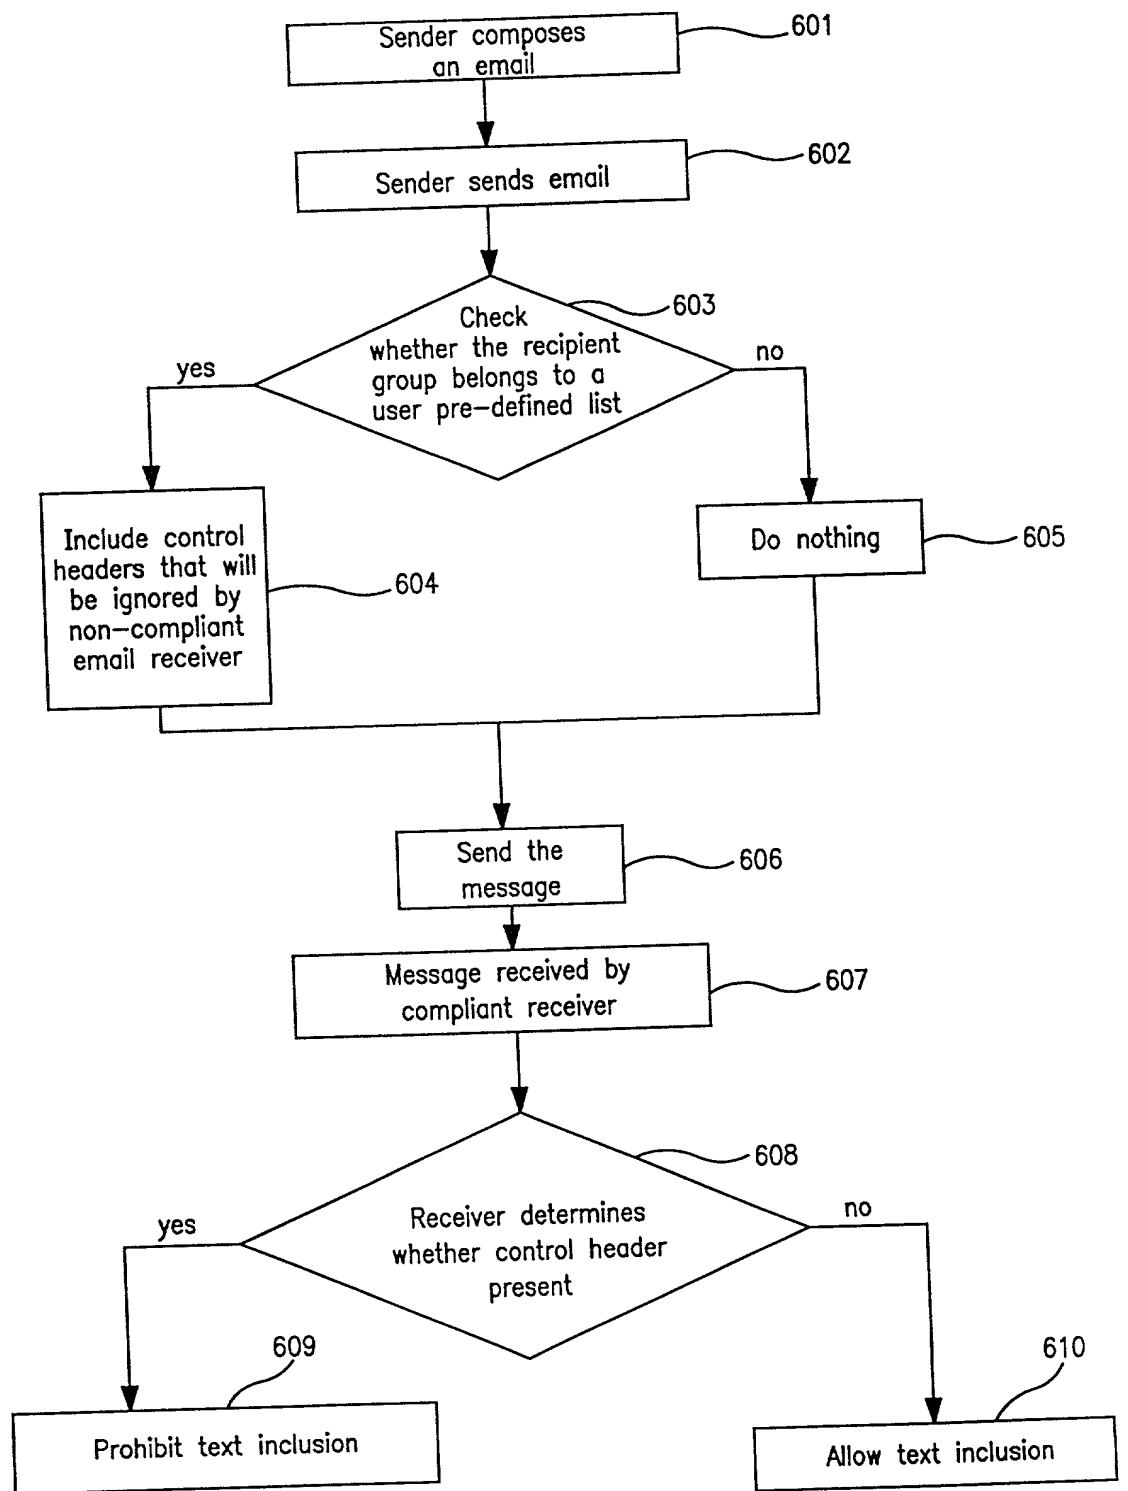 Sender composes
an email
601
Sender sends email
602
Check
whether the recipient
group belongs to a
user pre-defined list
603
yes
no
Include control
headers that will
be ignored by
non-compliant
email receiver
604
Do nothing
605
Send the
message
606
Message received by
compliant receiver
607
608
Receiver determines
whether control header
present
yes
no
609
Prohibit text inclusion
610
Allow text inclusion